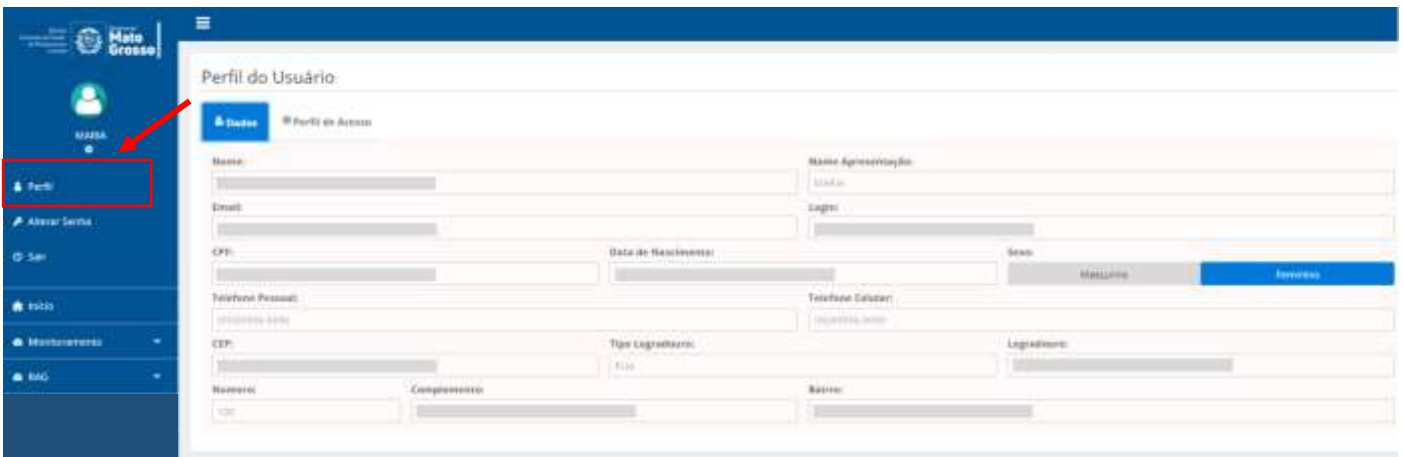 Mato
Grosso
Perfil do Usuário
Dados
Perfil de Acesso
MARIA
Nome:
Nome Apresentação:
Perfil
Email:
Login:
Alterar Senha
CPF:
Data de Nascimento:
Sexo:
Sair
Masculino
Feminino
Telefone Pessoal:
Telefone Celular:
Início
CEP:
Tipo Logradouro:
Logradouro:
Monitoramento
Rua
RAG
Numero:
Complemento:
Bairro: